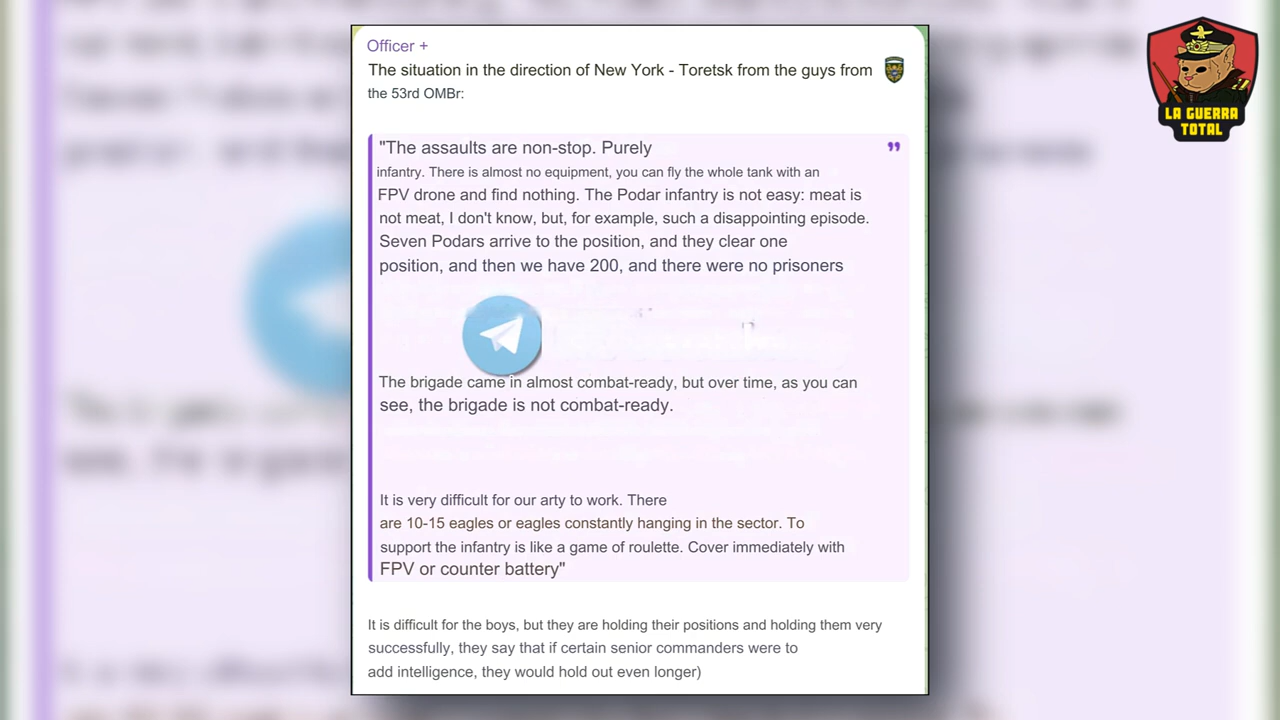 Officer +
The situation in the direction of New York - Toretsk from the guys from
the 53rd OMBr:
"The assaults are non-stop. Purely
infantry. There is almost no equipment, you can fly the whole tank with an
FPV drone and find nothing. The Podar infantry is not easy: meat is
not meat, I don't know, but, for example, such a disappointing episode.
Seven Podars arrive to the position, and they clear one
position, and then we have 200, and there were no prisoners
The brigade came in almost combat-ready, but over time, as you can
see, the brigade is not combat-ready.
It is very difficult for our arty to work. There
are 10-15 eagles or eagles constantly hanging in the sector. To
support the infantry is like a game of roulette. Cover immediately with
FPV or counter battery"
It is difficult for the boys, but they are holding their positions and holding them very
successfully, they say that if certain senior commanders were to
add intelligence, they would hold out even longer)
LA GUERRA
TOTAL